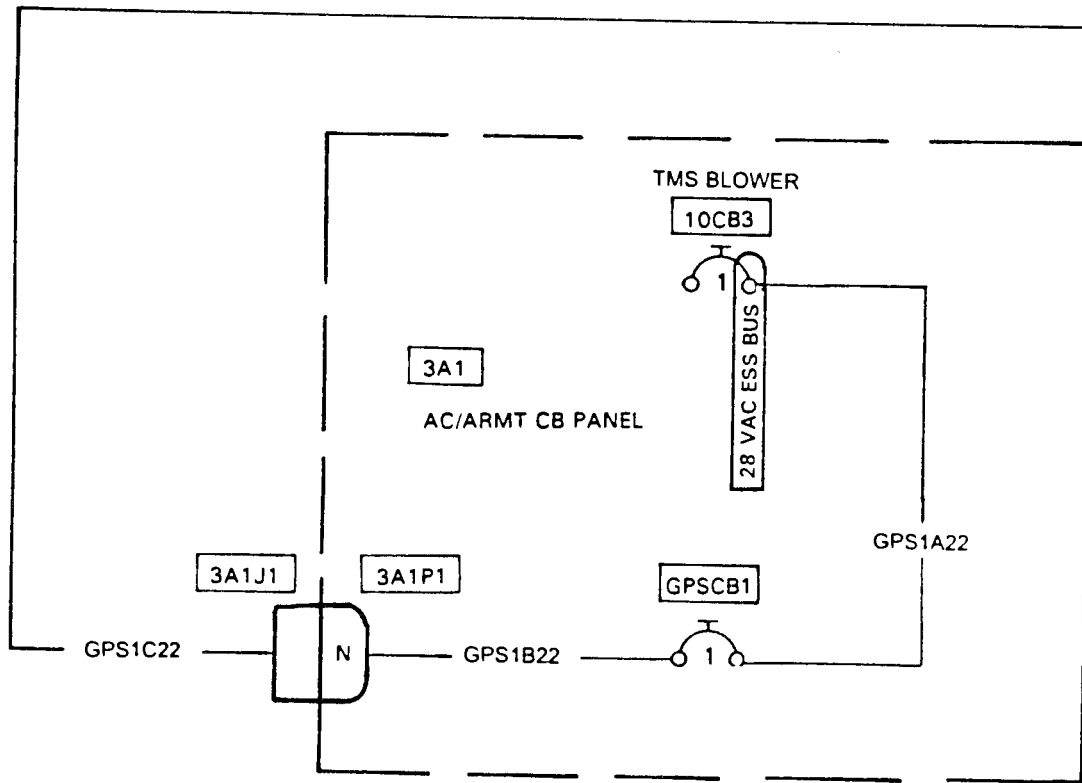 TMS BLOWER
10CB3
1
28 VAC ESS BUS
3A1
AC/ARMT CB PANEL
GPS1A22
3A1J1
3A1P1
GPSCB1
GPS1C22
N
GPS1B22
1